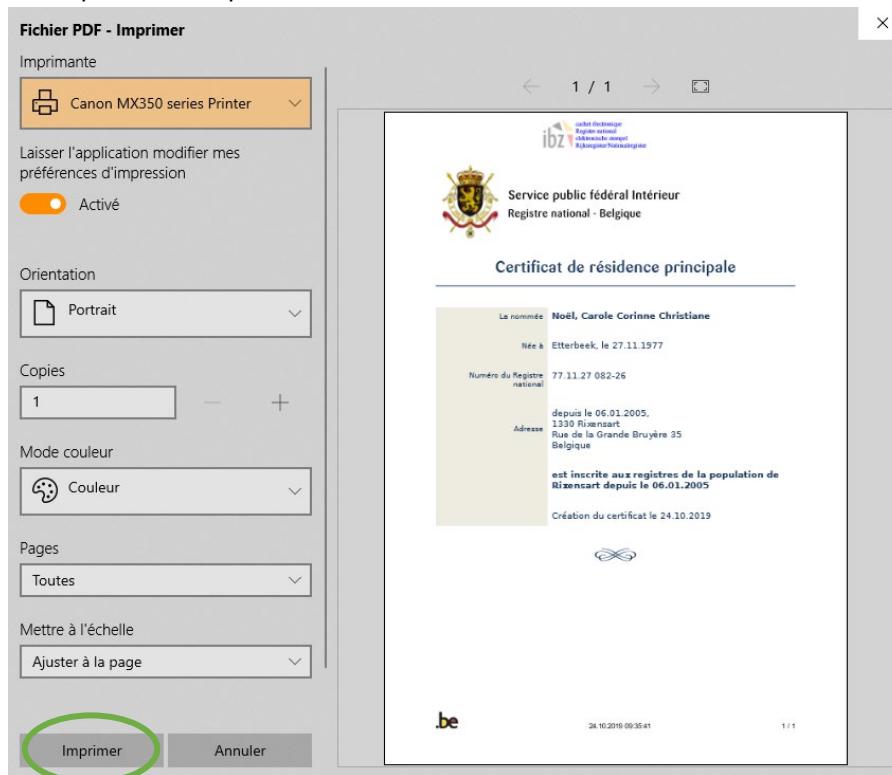 Fichier PDF - Imprimer
Imprimante
Canon MX350 series Printer
Laisser l'application modifier mes
préférences d'impression
Activé
Orientation
Portrait
Copies
1
Mode couleur
Couleur
Pages
Toutes
Mettre à l'échelle
Ajuster à la page
Imprimer
Annuler
1 / 1
ibz
Service public fédéral Intérieur
Registre national - Belgique
Certificat de résidence principale
La nommée Noël, Carole Corinne Christiane
Née à Etterbeek, le 27.11.1977
Numéro du Registre national 77.11.27 082-26
Adresse
depuis le 06.01.2005,
1330 Rixensart
Rue de la Grande Bruyère 35
Belgique
est inscrite aux registres de la population de
Rixensart depuis le 06.01.2005
Création du certificat le 24.10.2019
.be
24.10.2019 09:35:41
1 / 1